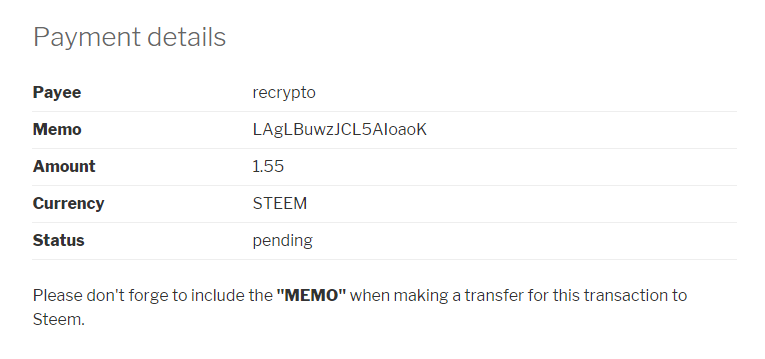 Payment details
Payee recrypto
Memo LAgLBuwzJCL5AIoaoK
Amount 1.55
Currency STEEM
Status pending
Please don't forge to include the "MEMO" when making a transfer for this transaction to
Steem.